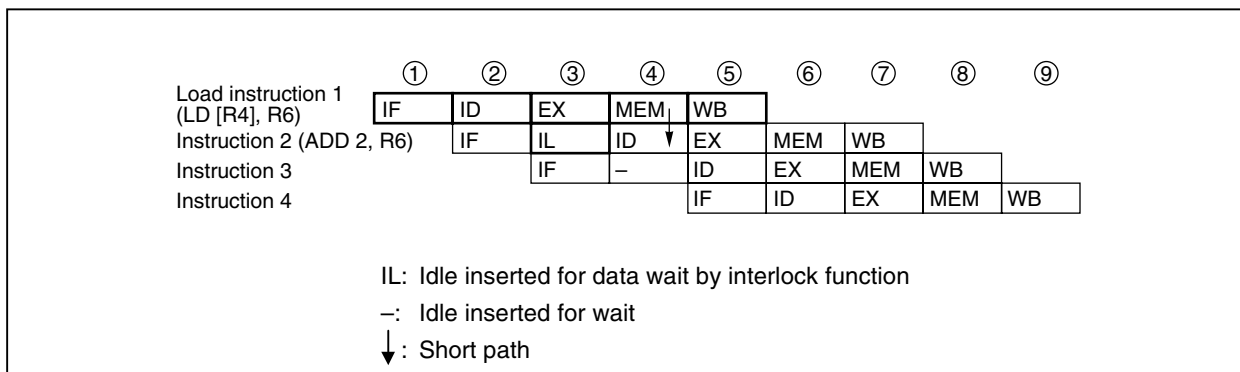 ① ② ③ ④ ⑤ ⑥ ⑦ ⑧ ⑨
Load instruction 1
(LD [R4], R6) IF ID EX MEM WB
Instruction 2 (ADD 2, R6) IF IL ID EX MEM WB
Instruction 3 IF – ID EX MEM WB
Instruction 4 IF ID EX MEM WB
IL: Idle inserted for data wait by interlock function
–: Idle inserted for wait
↓ : Short path